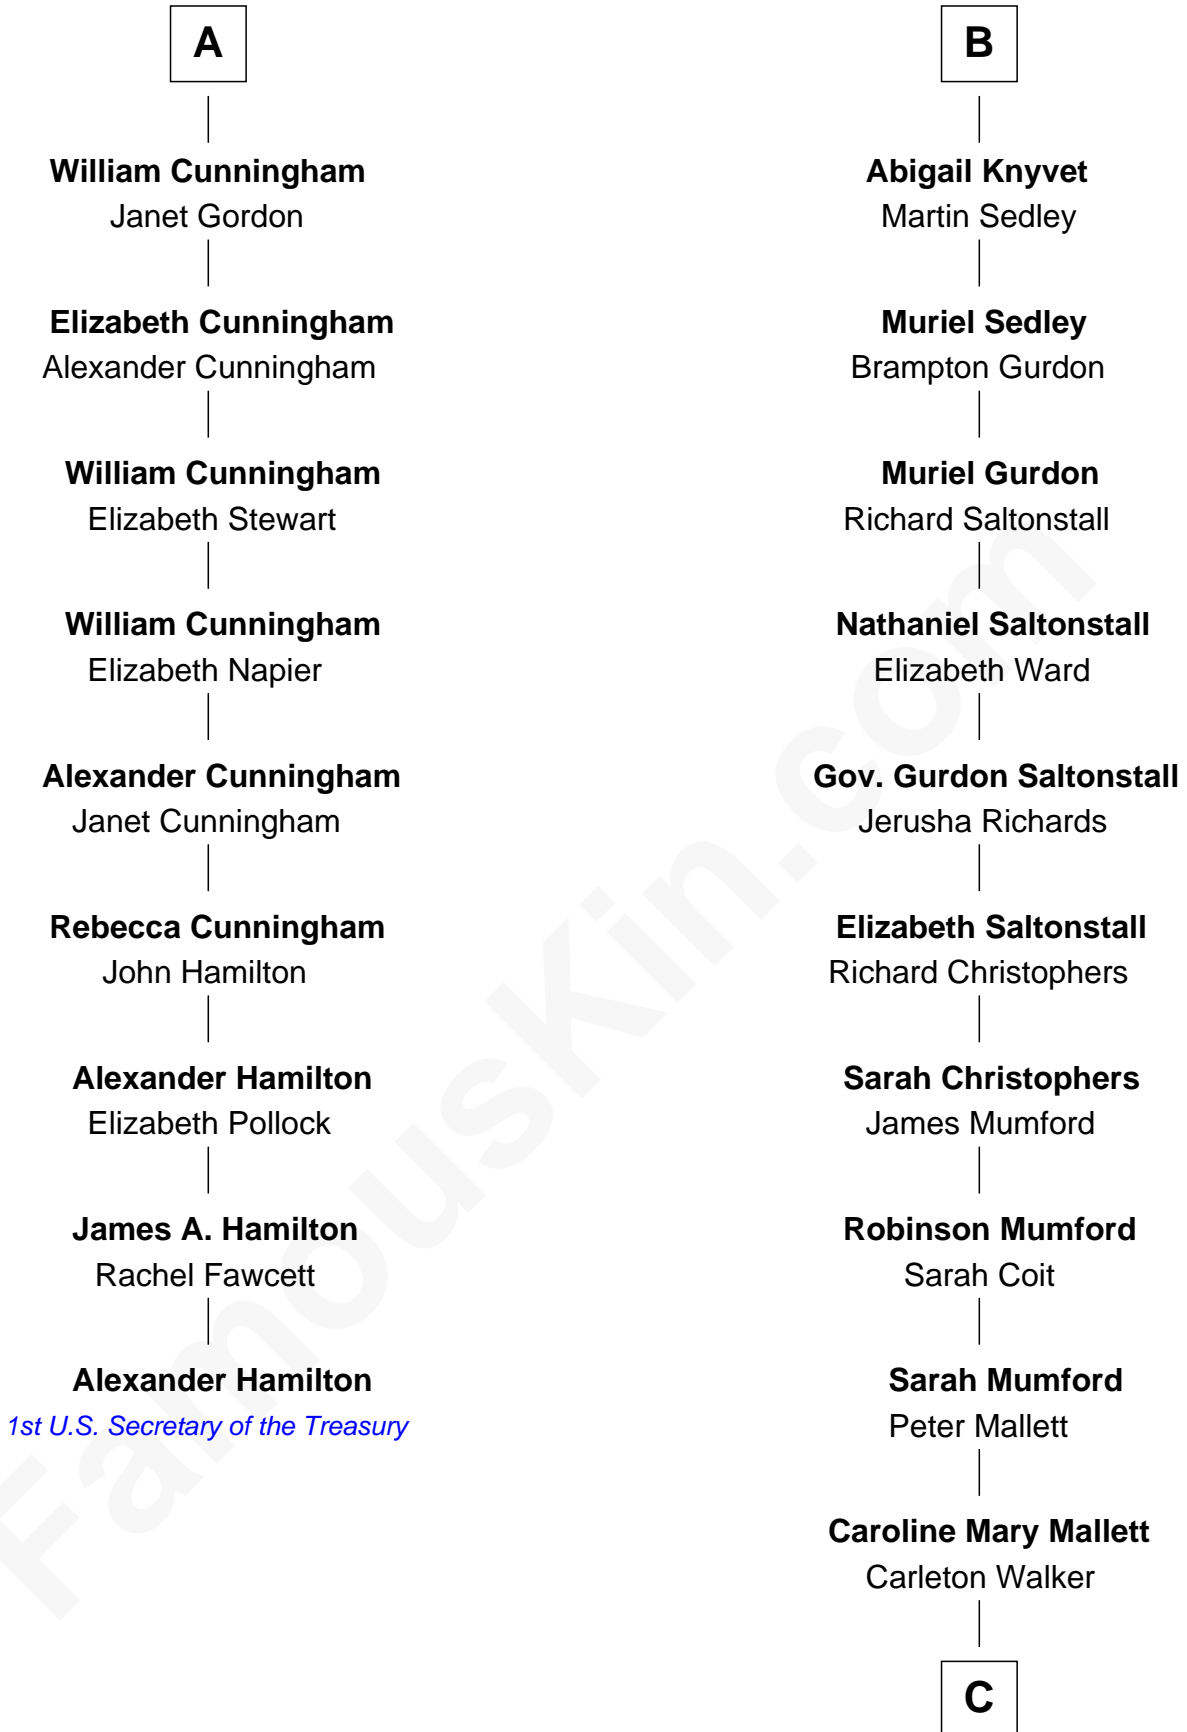 A
William Cunningham
Janet Gordon
Elizabeth Cunningham
Alexander Cunningham
William Cunningham
Elizabeth Stewart
William Cunningham
Elizabeth Napier
Alexander Cunningham
Janet Cunningham
Rebecca Cunningham
John Hamilton
Alexander Hamilton
Elizabeth Pollock
James A. Hamilton
Rachel Fawcett
Alexander Hamilton
1st U.S. Secretary of the Treasury
B
Abigail Knyvet
Martin Sedley
Muriel Sedley
Brampton Gurdon
Muriel Gurdon
Richard Saltonstall
Nathaniel Saltonstall
Elizabeth Ward
Gov. Gurdon Saltonstall
Jerusha Richards
Elizabeth Saltonstall
Richard Christophers
Sarah Christophers
James Mumford
Robinson Mumford
Sarah Coit
Sarah Mumford
Peter Mallett
Caroline Mary Mallett
Carleton Walker
C
FamousKin.com